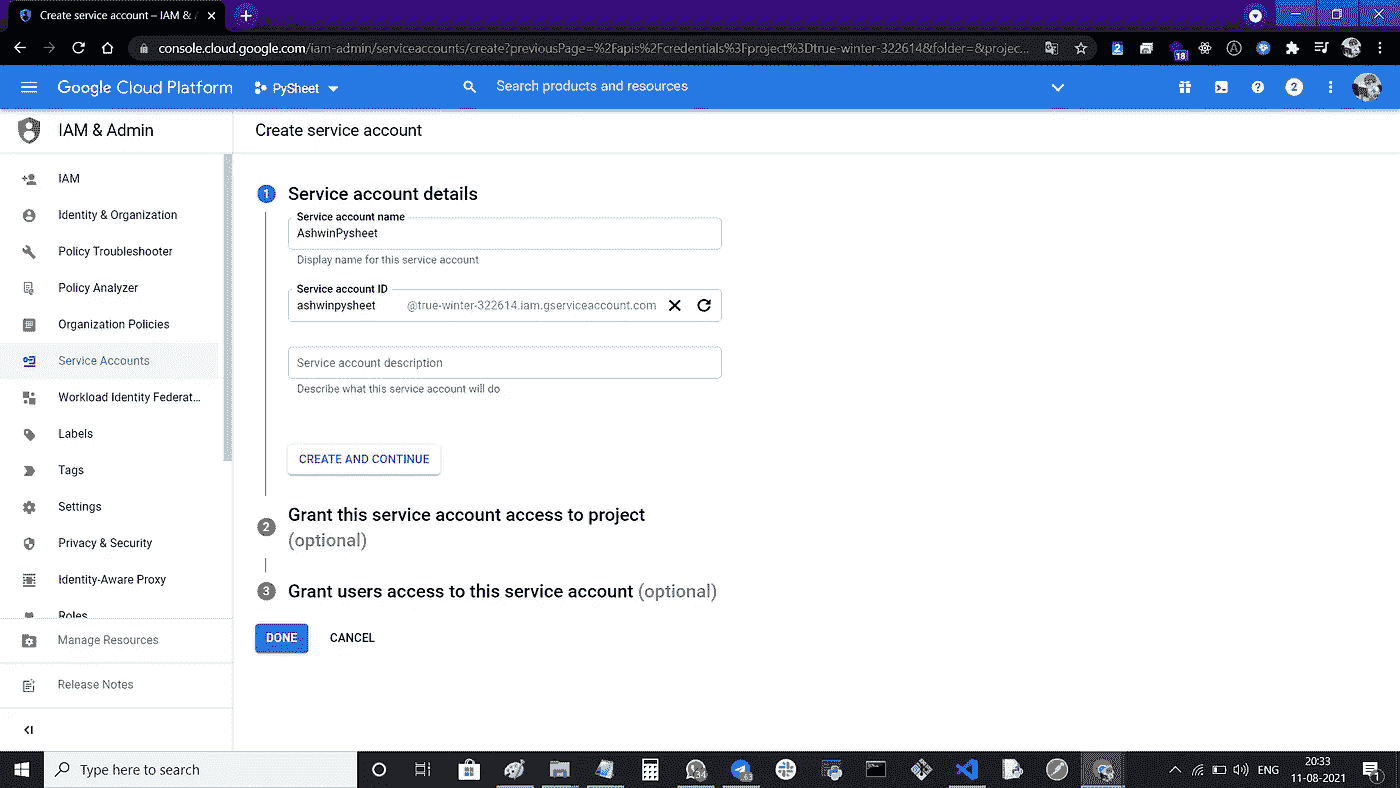 Create service account – IAM & A
console.cloud.google.com/iam-admin/serviceaccounts/create?previousPage=%2Fapis%2Fcredentials%3Fproject%3Dtrue-winter-322614&folder=&projec...
2
18
Google Cloud Platform
PySheet
Search products and resources
2
IAM & Admin
Create service account
IAM
Identity & Organization
Policy Troubleshooter
Policy Analyzer
Organization Policies
Service Accounts
Workload Identity Federat...
Labels
Tags
Settings
Privacy & Security
Identity-Aware Proxy
Roles
Manage Resources
Release Notes
1 Service account details
Service account name
AshwinPysheet
Display name for this service account
Service account ID
ashwinpysheet @true-winter-322614.iam.gserviceaccount.com
Service account description
Describe what this service account will do
CREATE AND CONTINUE
2 Grant this service account access to project
(optional)
3 Grant users access to this service account (optional)
DONE CANCEL
Type here to search
34
63
ENG
20:33
11-08-2021
1